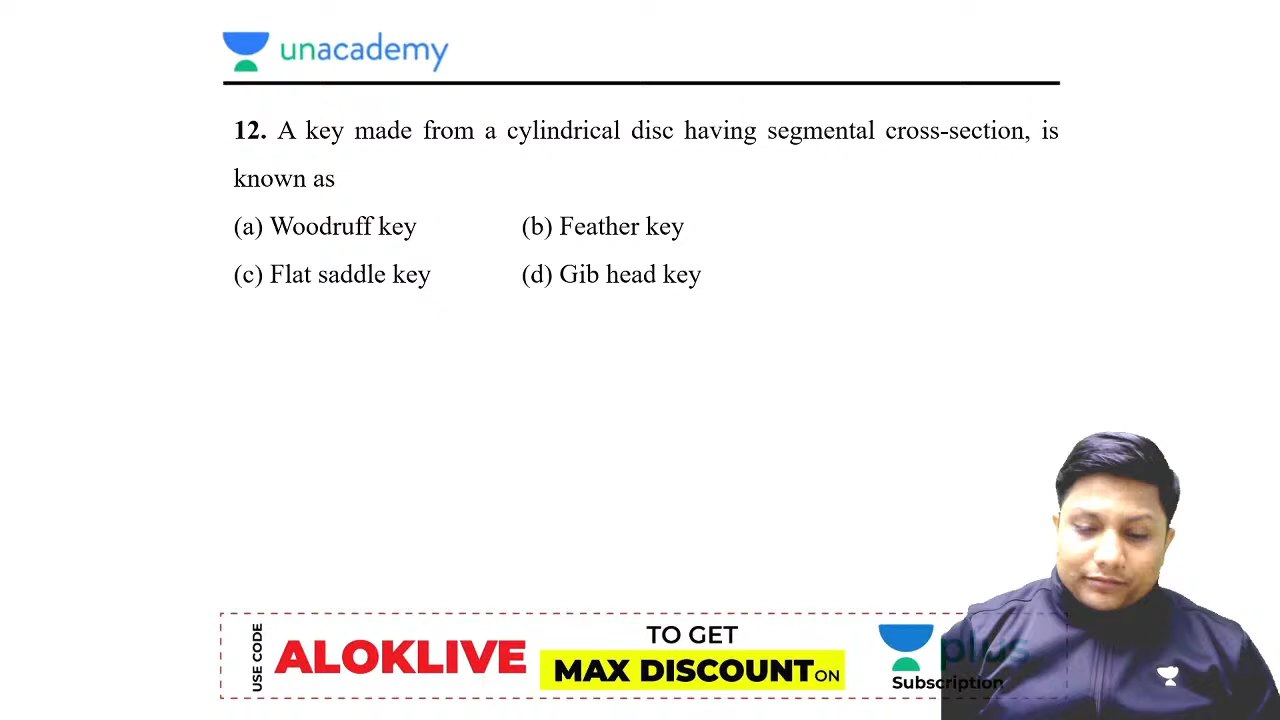 unacademy
12. A key made from a cylindrical disc having segmental cross-section, is
known as
(a) Woodruff key (b) Feather key
(c) Flat saddle key (d) Gib head key
USE CODE
ALOKLIVE
TO GET
MAX DISCOUNT ON
plus
Subscription